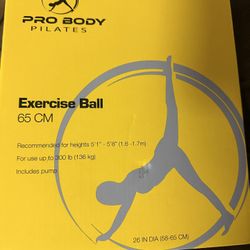 PRO BODY
PILATES
Exercise Ball
65 CM
Recommended for heights 5'1" - 5'8" (1.6 -1.7m)
For use up to 300 lb (136 kg)
Includes pump
26 IN DIA (58-65 CM)